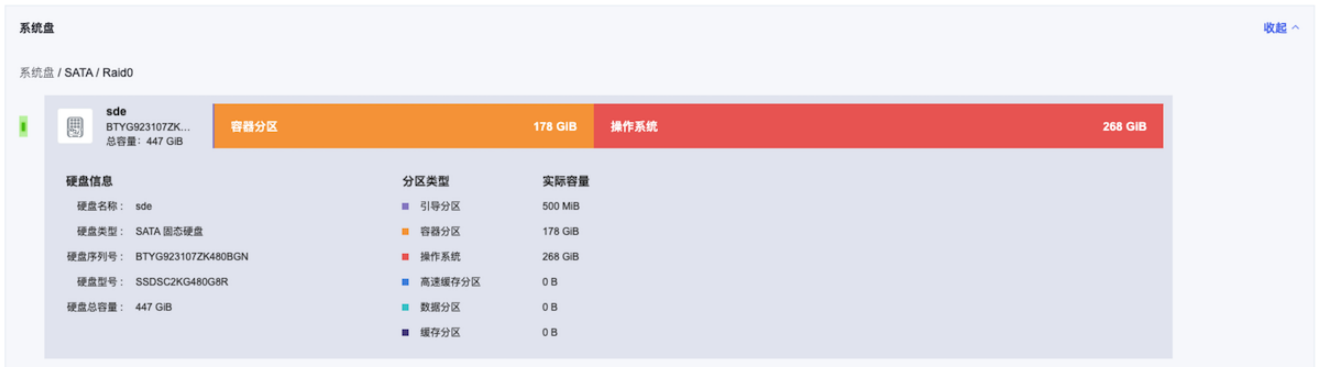 系统盘
收起
系统盘 / SATA / Raid0
sde
BTYG923107ZK...
总容量: 447 GiB
容器分区 178 GiB
操作系统 268 GiB
硬盘信息 分区类型 实际容量
硬盘名称: sde 引导分区 500 MiB
硬盘类型: SATA 固态硬盘 容器分区 178 GiB
硬盘序列号: BTYG923107ZK480BGN 操作系统 268 GiB
硬盘型号: SSDSC2KG480G8R 高速缓存分区 0 B
硬盘总容量: 447 GiB 数据分区 0 B
缓存分区 0 B